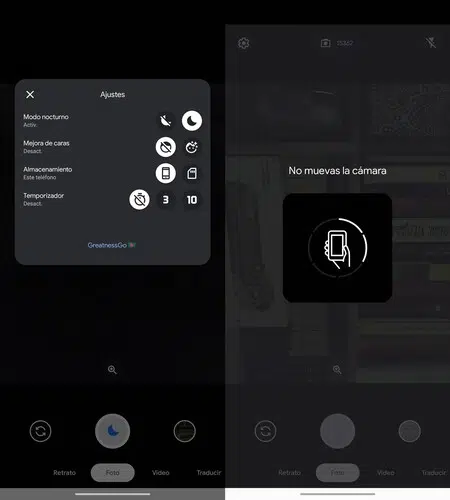 Ajustes
Modo nocturno
Activ.
Mejora de caras
Desact.
Almacenamiento
Este teléfono
Temporizador
Desact.
3
10
GreatnessGo
Retrato
Foto
Vídeo
Traducir
No muevas la cámara
Retrato
Foto
Vídeo
Traducir